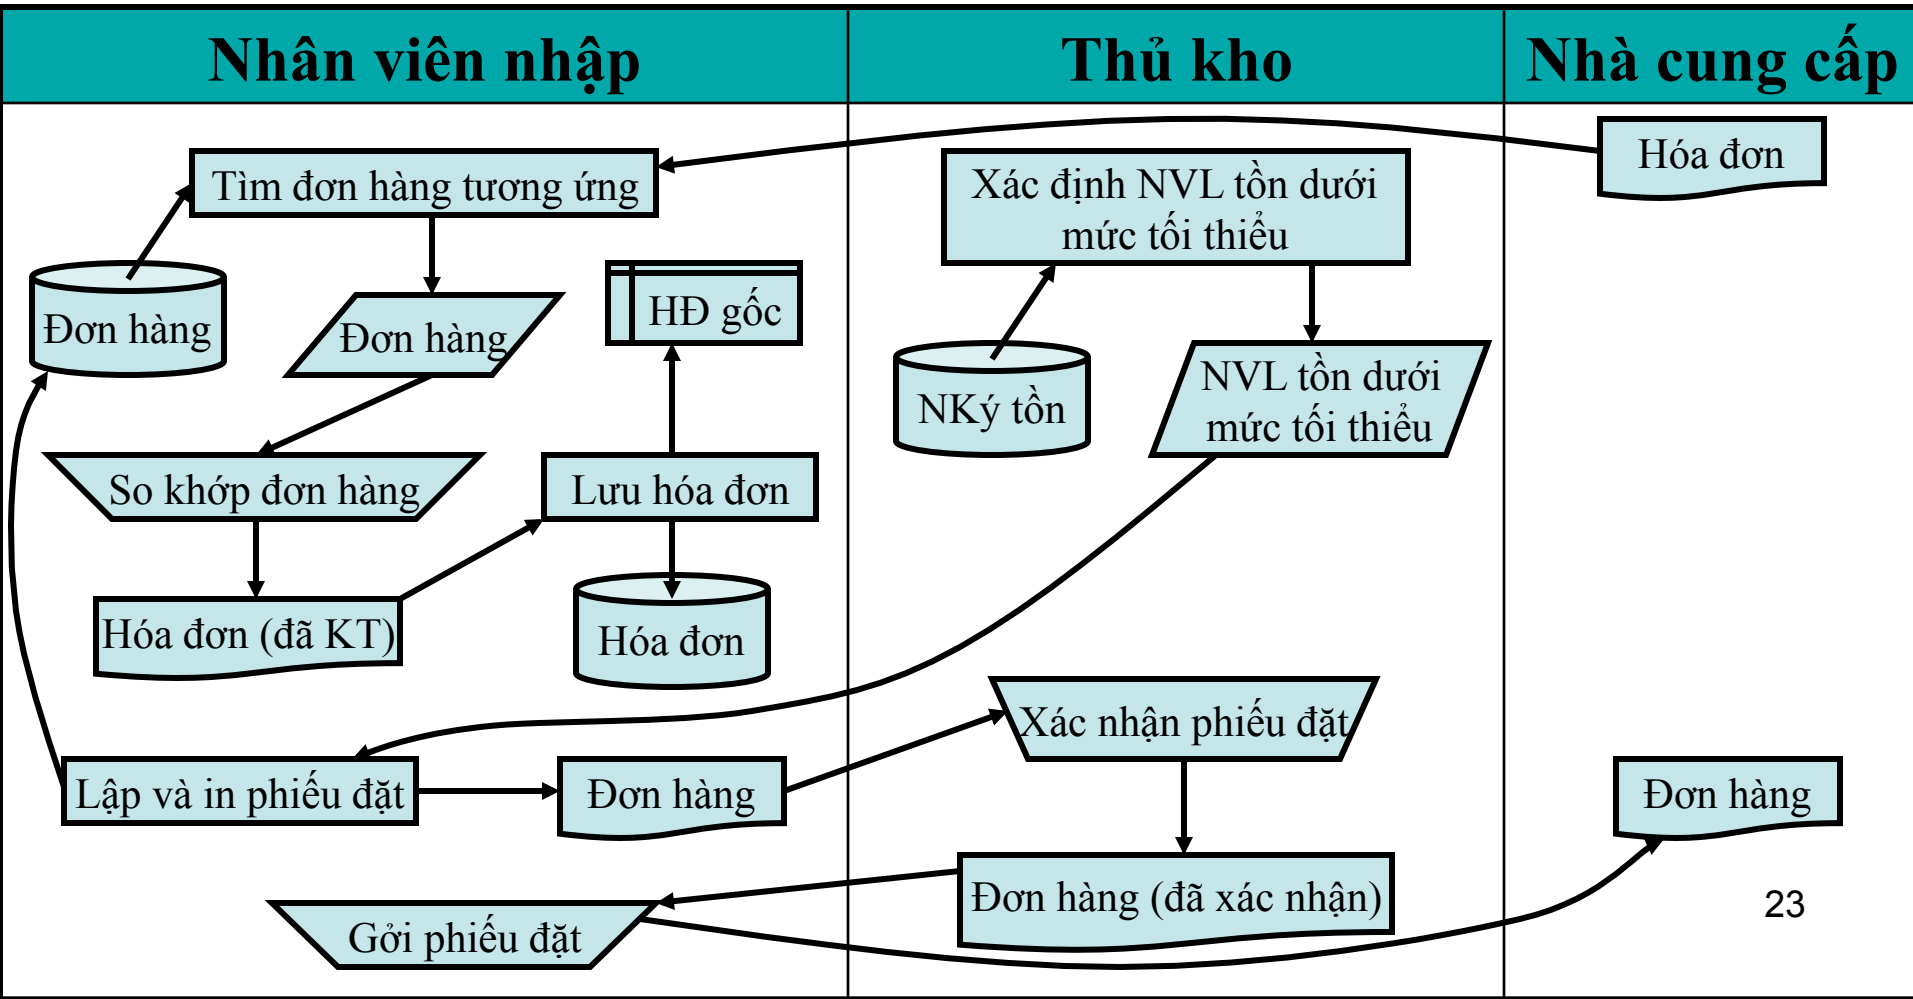 Nhân viên nhập
Thủ kho
Nhà cung cấp
Hóa đơn
Tìm đơn hàng tương ứng
Xác định NVL tồn dưới
mức tối thiểu
Đơn hàng
Đơn hàng
HĐ gốc
NKý tồn
NVL tồn dưới
mức tối thiểu
So khớp đơn hàng
Lưu hóa đơn
Hóa đơn (đã KT)
Hóa đơn
Xác nhận phiếu đặt
Lập và in phiếu đặt
Đơn hàng
Đơn hàng
Đơn hàng (đã xác nhận)
Gởi phiếu đặt
23